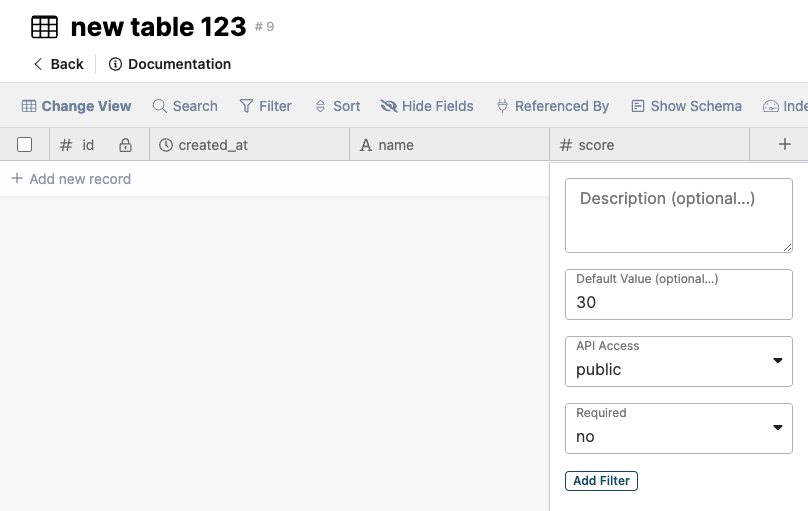 new table 123 # 9
Back Documentation
Change View Search Filter Sort Hide Fields Referenced By Show Schema Inde
# id created_at A name # score +
+ Add new record
Description (optional...)
Default Value (optional...)
30
API Access
public
Required
no
Add Filter